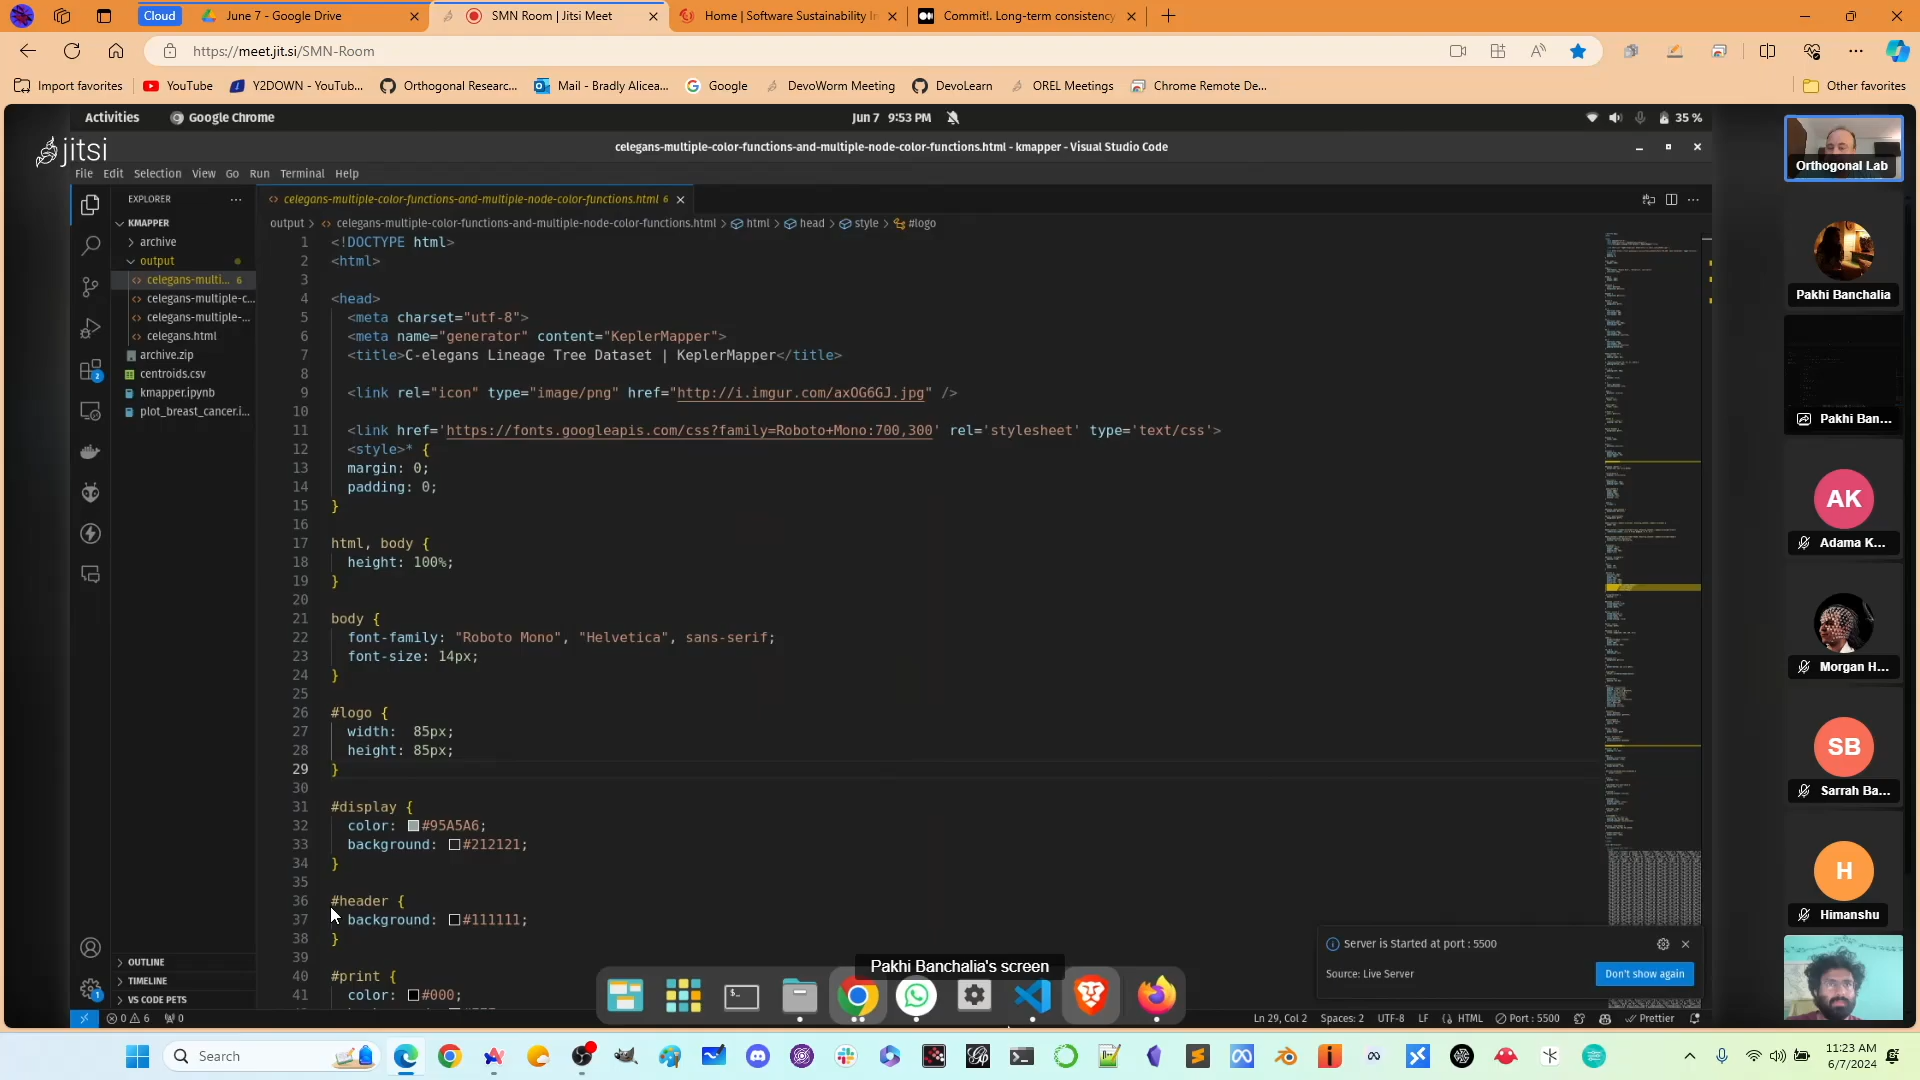 Cloud
June 7 - Google Drive
SMN Room | Jitsi Meet
Home | Software Sustainability In
Commit!. Long-term consistency
https://meet.jit.si/SMN-Room
Import favorites
YouTube
Y2DOWN - YouTub...
Orthogonal Researc...
Mail - Bradly Alicea...
Google
DevoWorm Meeting
DevoLearn
OREL Meetings
Chrome Remote De...
Other favorites
Activities
Google Chrome
Jun 7 9:53 PM
35 %
jitsi
celegans-multiple-color-functions-and-multiple-node-color-functions.html - kmapper - Visual Studio Code
File Edit Selection View Go Run Terminal Help
EXPLORER
KMAPPER
archive
output
celegans-multi... 6
celegans-multiple-c...
celegans-multiple-...
celegans.html
archive.zip
centroids.csv
kmapper.ipynb
plot_breast_cancer.i...
OUTLINE
TIMELINE
VS CODE PETS
celegans-multiple-color-functions-and-multiple-node-color-functions.html 6
output > celegans-multiple-color-functions-and-multiple-node-color-functions.html > html > head > style > #logo
1 <!DOCTYPE html>
2 <html>
3
4 <head>
5 <meta charset="utf-8">
6 <meta name="generator" content="KeplerMapper">
7 <title>C-elegans Lineage Tree Dataset | KeplerMapper</title>
8
9 <link rel="icon" type="image/png" href="http://i.imgur.com/axOG6GJ.jpg" />
10
11 <link href='https://fonts.googleapis.com/css?family=Roboto+Mono:700,300' rel='stylesheet' type='text/css'>
12 <style>* {
13 margin: 0;
14 padding: 0;
15 }
16
17 html, body {
18 height: 100%;
19 }
20
21 body {
22 font-family: "Roboto Mono", "Helvetica", sans-serif;
23 font-size: 14px;
24 }
25
26 #logo {
27 width: 85px;
28 height: 85px;
29 }
30
31 #display {
32 color: #95A5A6;
33 background: #212121;
34 }
35
36 #header {
37 background: #111111;
38 }
39
40 #print {
41 color: #000;
Server is Started at port : 5500
Source: Live Server
Don't show again
Pakhi Banchalia's screen
0 6
0
Ln 29, Col 2
Spaces: 2
UTF-8
LF
HTML
Port : 5500
Prettier
Orthogonal Lab
Pakhi Banchalia
Pakhi Ban...
AK
Adama K...
Morgan H...
SB
Sarrah Ba...
H
Himanshu
Search
11:23 AM
6/7/2024